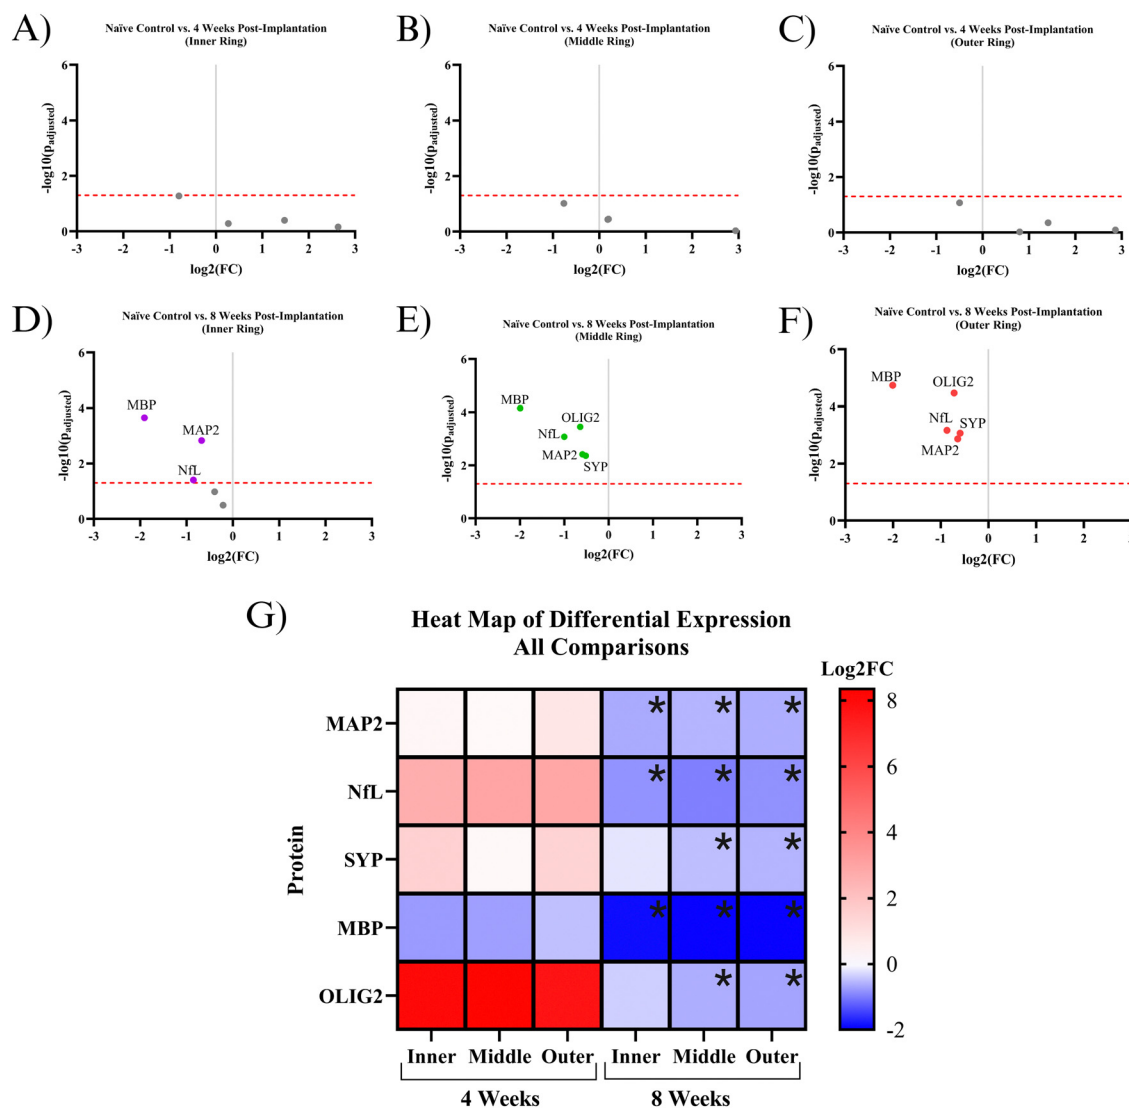 A)
Naïve Control vs. 4 Weeks Post-Implantation
(Inner Ring)
-log10(padjusted)
6
4
2
0
-3 -2 -1 0 1 2 3
log2(FC)
B)
Naïve Control vs. 4 Weeks Post-Implantation
(Middle Ring)
-log10(padjusted)
6
4
2
0
-3 -2 -1 0 1 2 3
log2(FC)
C)
Naïve Control vs. 4 Weeks Post-Implantation
(Outer Ring)
-log10(padjusted)
6
4
2
0
-3 -2 -1 0 1 2 3
log2(FC)
D)
Naïve Control vs. 8 Weeks Post-Implantation
(Inner Ring)
-log10(padjusted)
6
4
2
0
MBP
MAP2
NfL
-3 -2 -1 0 1 2 3
log2(FC)
E)
Naïve Control vs. 8 Weeks Post-Implantation
(Middle Ring)
-log10(padjusted)
6
4
2
0
MBP
OLIG2
NfL
MAP2
SYP
-3 -2 -1 0 1 2 3
log2(FC)
F)
Naïve Control vs. 8 Weeks Post-Implantation
(Outer Ring)
-log10(padjusted)
6
4
2
0
MBP
OLIG2
NfL
SYP
MAP2
-3 -2 -1 0 1 2 3
log2(FC)
G)
Heat Map of Differential Expression
All Comparisons
Log2FC
8
6
4
2
0
-2
Protein
MAP2 * * *
NfL * * *
SYP * *
MBP * * *
OLIG2 * *
Inner Middle Outer Inner Middle Outer
4 Weeks 8 Weeks